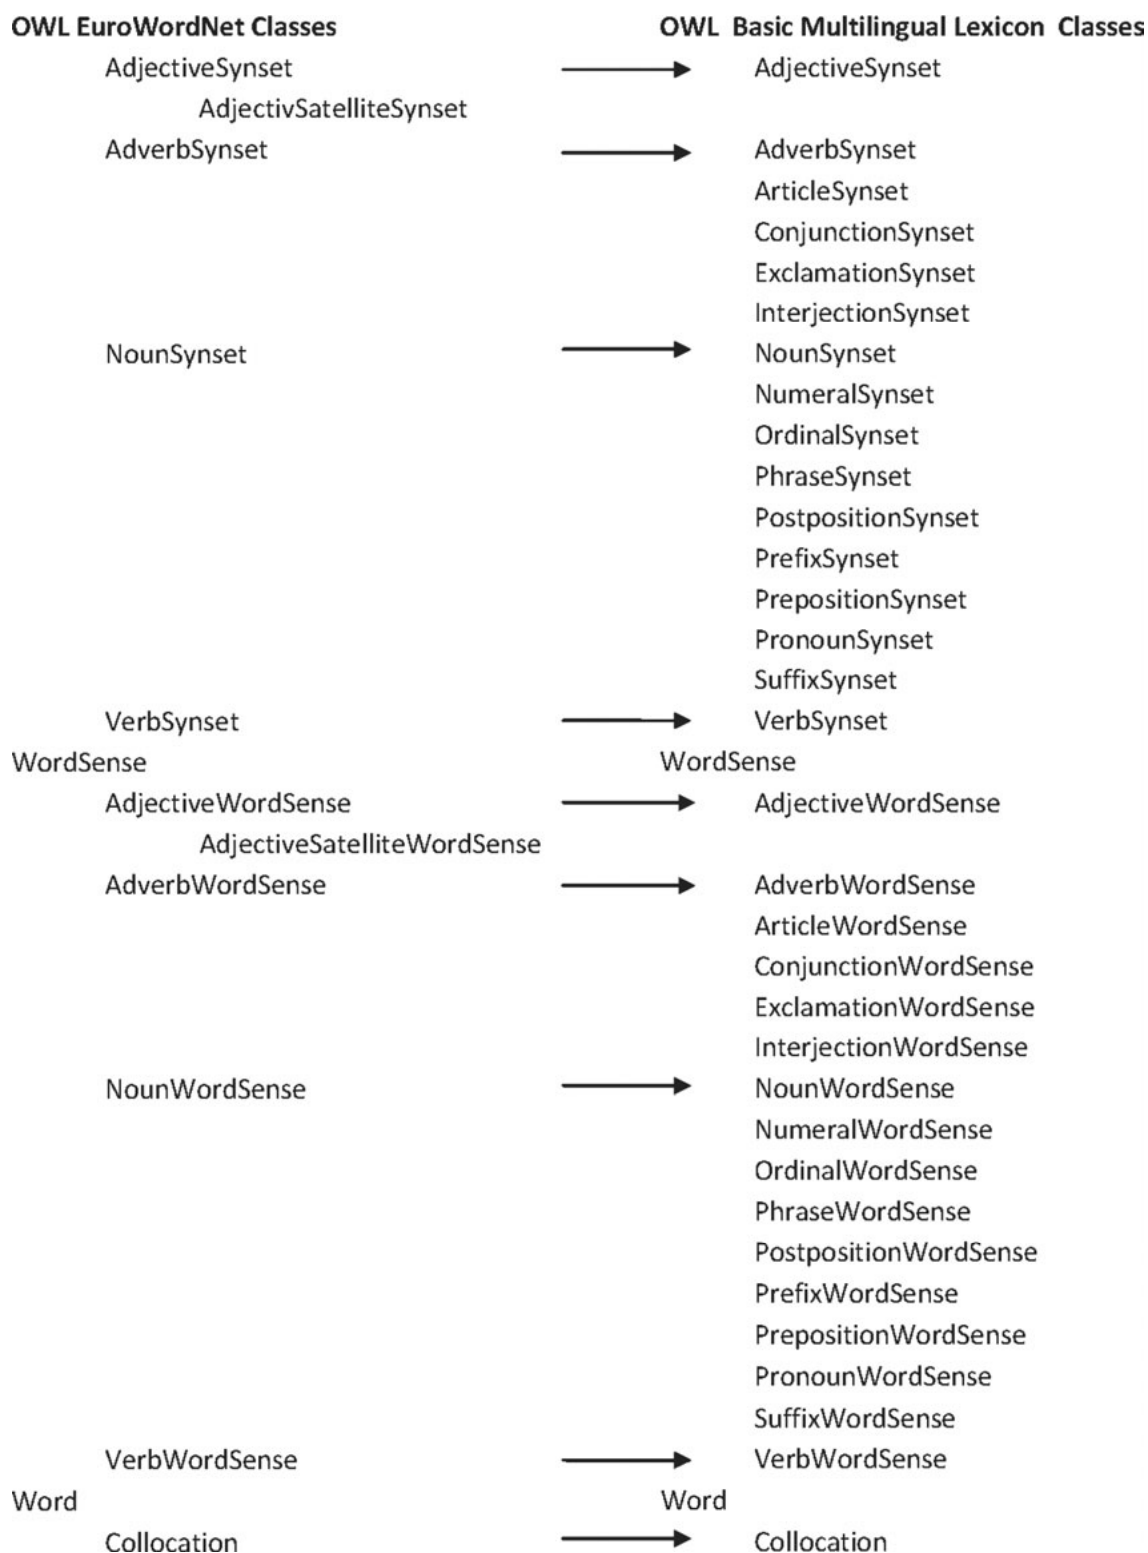 OWL EuroWordNet Classes OWL Basic Multilingual Lexicon Classes
AdjectiveSynset AdjectiveSynset
AdjectivSatelliteSynset
AdverbSynset AdverbSynset
ArticleSynset
ConjunctionSynset
ExclamationSynset
InterjectionSynset
NounSynset NounSynset
NumeralSynset
OrdinalSynset
PhraseSynset
PostpositionSynset
PrefixSynset
PrepositionSynset
PronounSynset
SuffixSynset
VerbSynset VerbSynset
WordSense WordSense
AdjectiveWordSense AdjectiveWordSense
AdjectiveSatelliteWordSense
AdverbWordSense AdverbWordSense
ArticleWordSense
ConjunctionWordSense
ExclamationWordSense
InterjectionWordSense
NounWordSense NounWordSense
NumeralWordSense
OrdinalWordSense
PhraseWordSense
PostpositionWordSense
PrefixWordSense
PrepositionWordSense
PronounWordSense
SuffixWordSense
VerbWordSense VerbWordSense
Word Word
Collocation Collocation